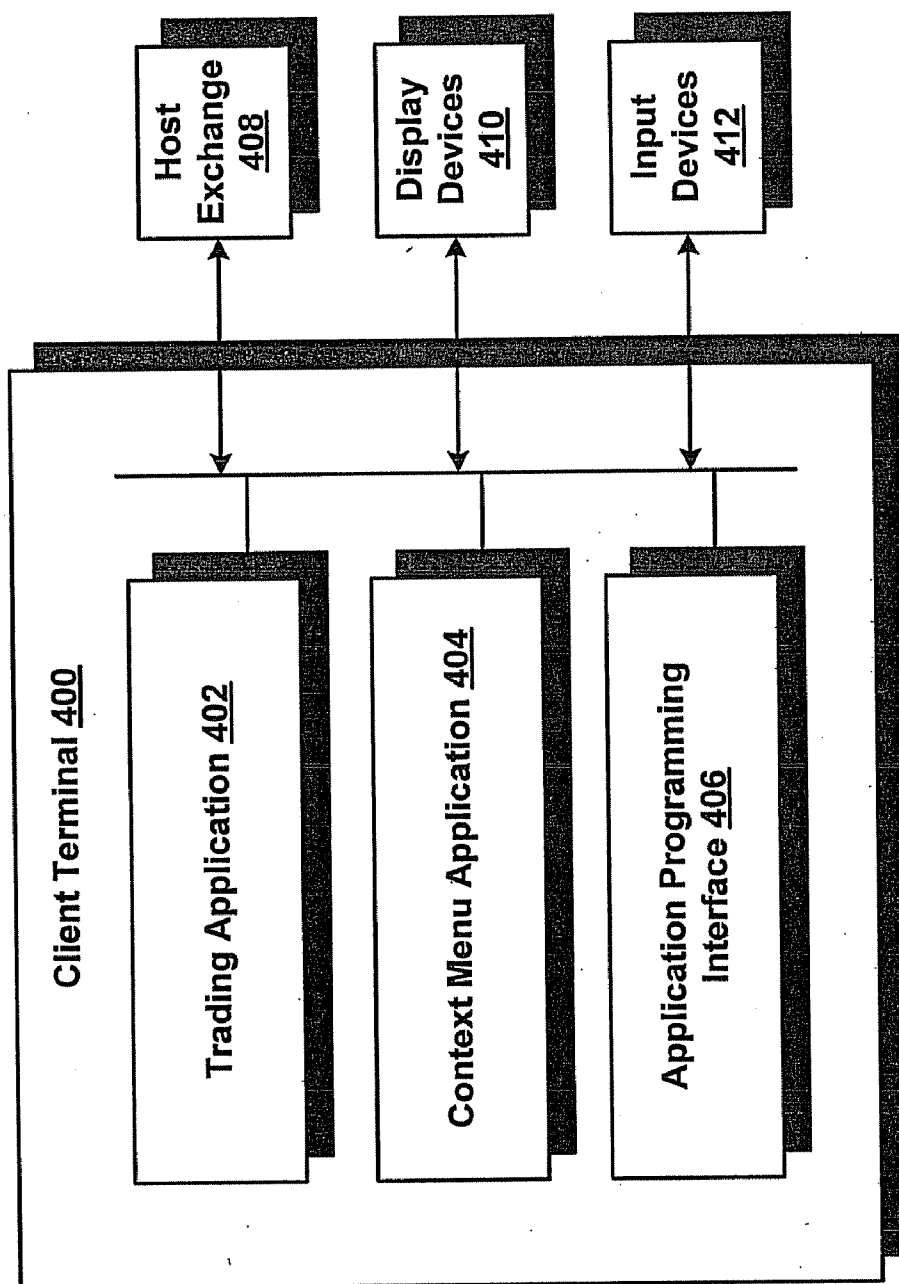 Client Terminal 400
Trading Application 402
Context Menu Application 404
Application Programming
Interface 406
Host
Exchange
408
Display
Devices
410
Input
Devices
412